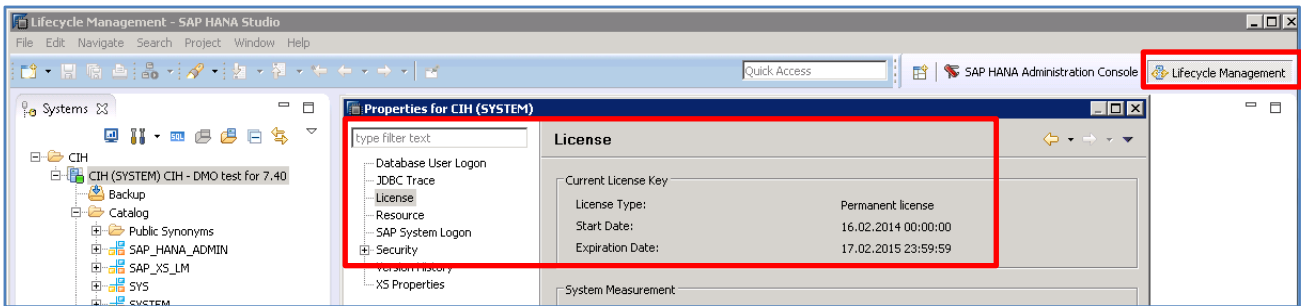 Lifecycle Management - SAP HANA Studio
File Edit Navigate Search Project Window Help
Quick Access
SAP HANA Administration Console
Lifecycle Management
Systems
CIH
CIH (SYSTEM) CIH - DMO test for 7.40
Backup
Catalog
Public Synonyms
SAP_HANA_ADMIN
SAP_XS_LM
SYS
SYSTEM
Properties for CIH (SYSTEM)
type filter text
Database User Logon
JDBC Trace
License
Resource
SAP System Logon
Security
Version History
XS Properties
License
Current License Key
License Type: Permanent license
Start Date: 16.02.2014 00:00:00
Expiration Date: 17.02.2015 23:59:59
System Measurement